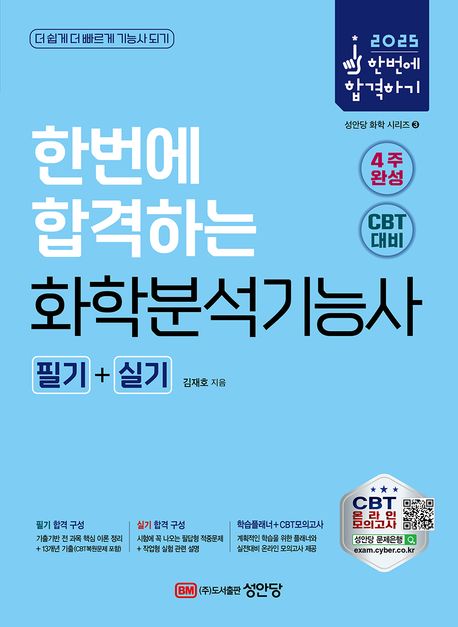 더 쉽게 더 빠르게 기능사 되기
2025
한번에
합격하기
성안당 화학 시리즈 3
한번에
합격하는
4주
완성
CBT
대비
화학분석기능사
필기 + 실기
김재호 지음
CBT
온라인
모의고사
성안당 문제은행
exam.cyber.co.kr
필기 합격 구성
기출기반 전 과목 핵심 이론 정리
+ 13개년 기출(CBT복원문제 포함)
실기 합격 구성
시험에 꼭 나오는 필답형 적중문제
+ 작업형 실험 관련 설명
학습플래너+CBT모의고사
계획적인 학습을 위한 플래너와
실전대비 온라인 모의고사 제공
BM (주)도서출판 성안당